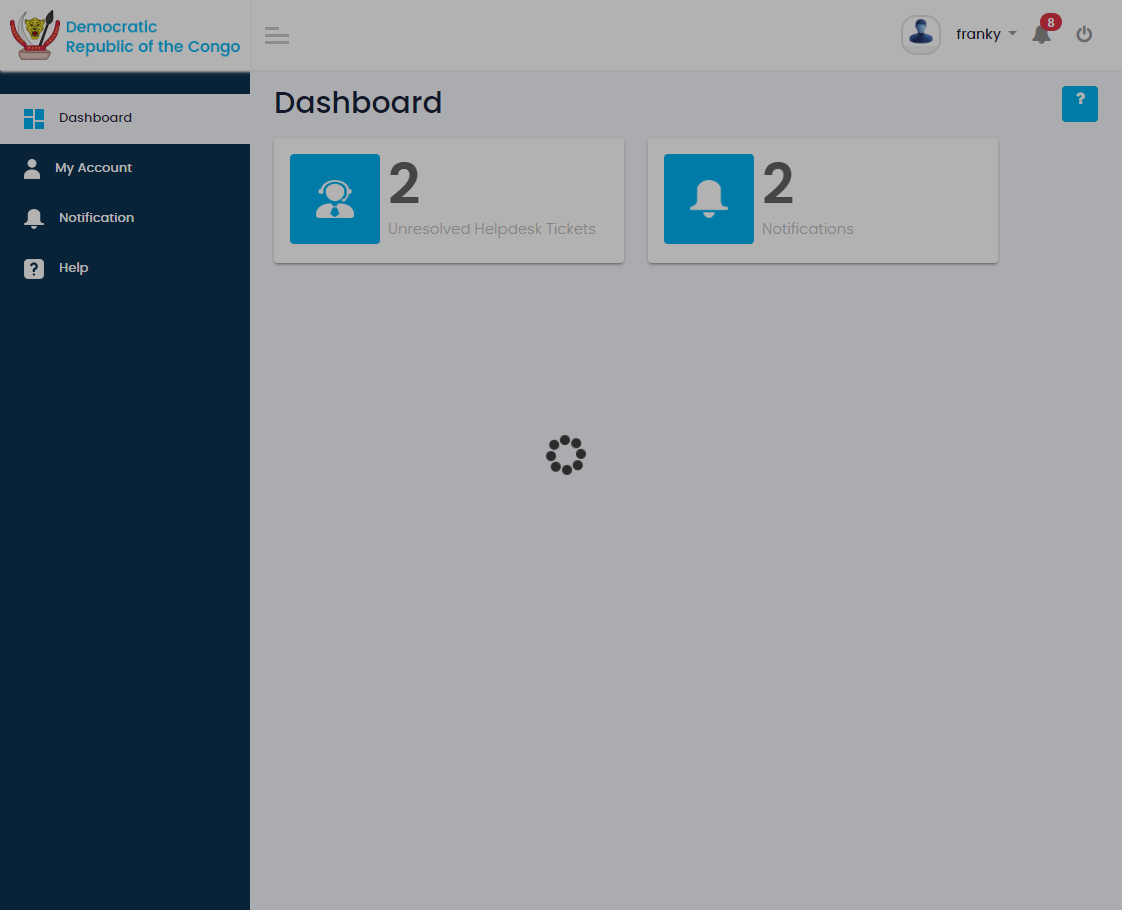 Democratic
Republic of the Congo
franky
8
Dashboard
My Account
Notification
Help
Dashboard
?
2
Unresolved Helpdesk Tickets
2
Notifications